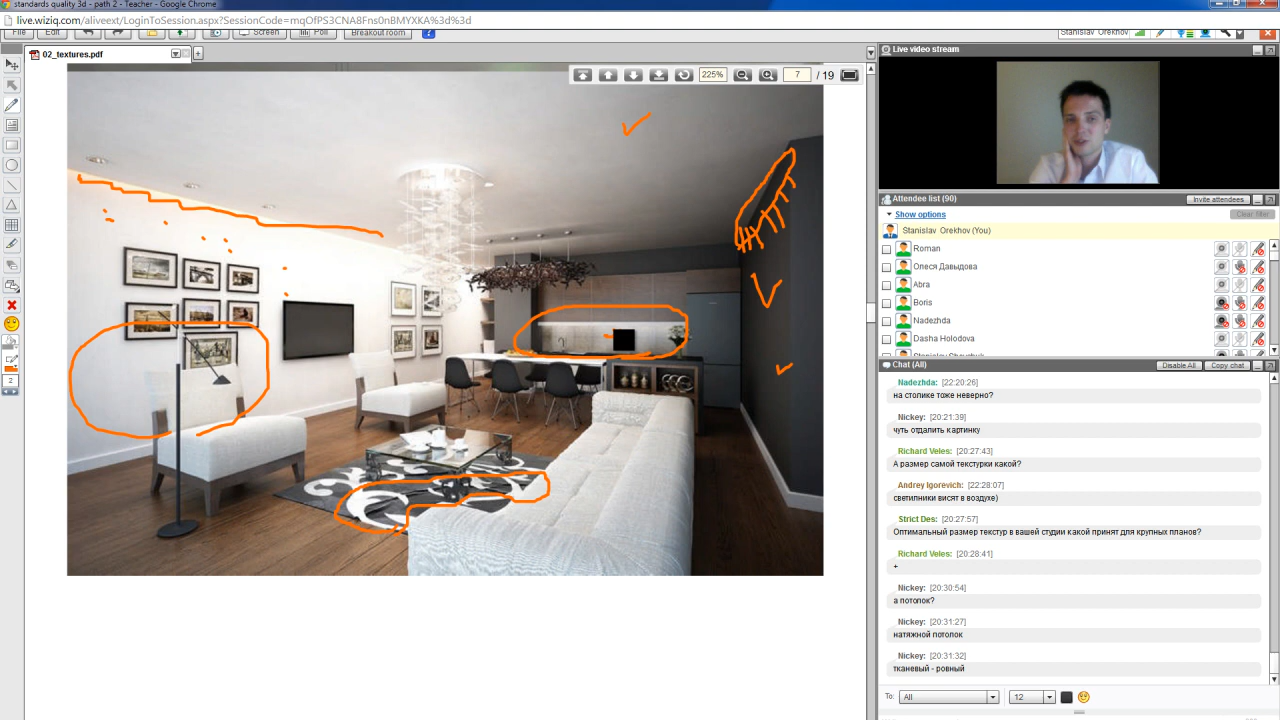 standards quality 3d - path 2 - Teacher - Google Chrome
live.wiziq.com/aliveext/LoginToSession.aspx?SessionCode=mqOfPS3CNA8Fns0nBMYXKA%3d%3d
File Edit Screen Poll Breakout room ? Stanislav Orekhov
02_textures.pdf
225% 7 / 19
2
Live video stream
Attendee list (90) Invite attendees
Show options Clear filter
Stanislav Orekhov (You)
Roman
Олеся Давыдова
Abra
Boris
Nadezhda
Dasha Holodova
Chat (All) Disable All Copy chat
Nadezhda: [22:20:26]
на столике тоже неверно?
Nickey: [20:21:39]
чуть отдалить картинку
Richard Veles: [20:27:43]
А размер самой текстурки какой?
Andrey Igorevich: [22:28:07]
светилники висят в воздухе)
Strict Des: [20:27:57]
Оптимальный размер текстур в вашей студии какой принят для крупных планов?
Richard Veles: [20:28:41]
+
Nickey: [20:30:54]
а потолок?
Nickey: [20:31:27]
натяжной потолок
Nickey: [20:31:32]
тканевый - ровный
To: All 12